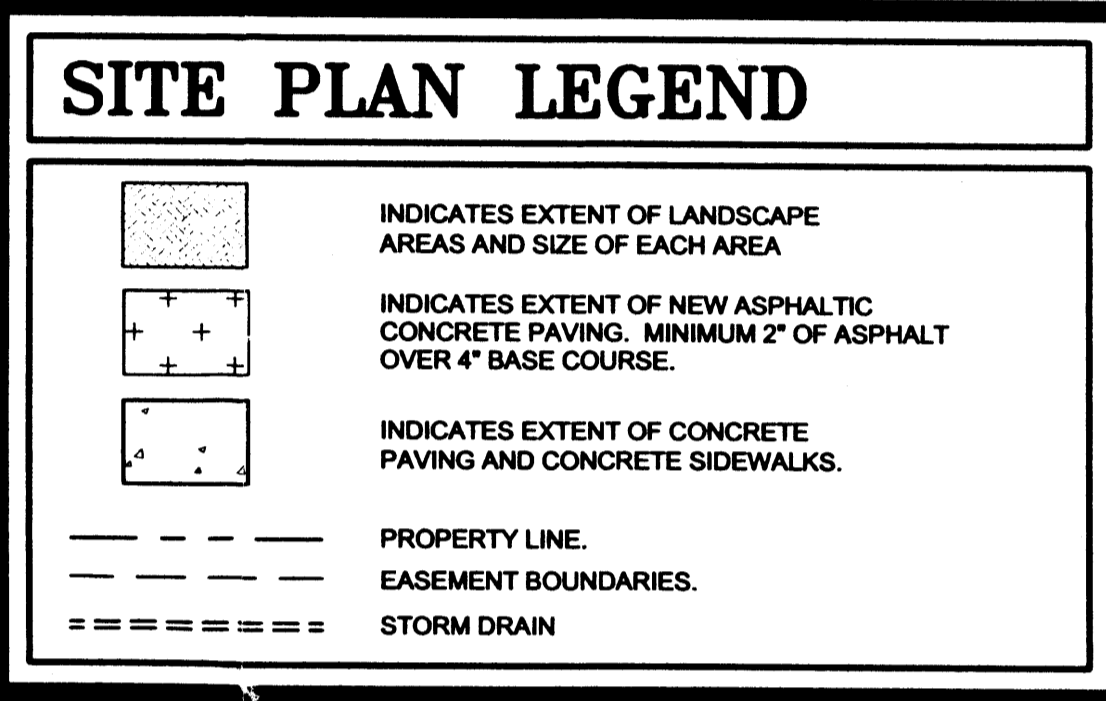 SITE PLAN LEGEND
INDICATES EXTENT OF LANDSCAPE
AREAS AND SIZE OF EACH AREA
INDICATES EXTENT OF NEW ASPHALTIC
CONCRETE PAVING. MINIMUM 2" OF ASPHALT
OVER 4" BASE COURSE.
INDICATES EXTENT OF CONCRETE
PAVING AND CONCRETE SIDEWALKS.
PROPERTY LINE.
EASEMENT BOUNDARIES.
STORM DRAIN